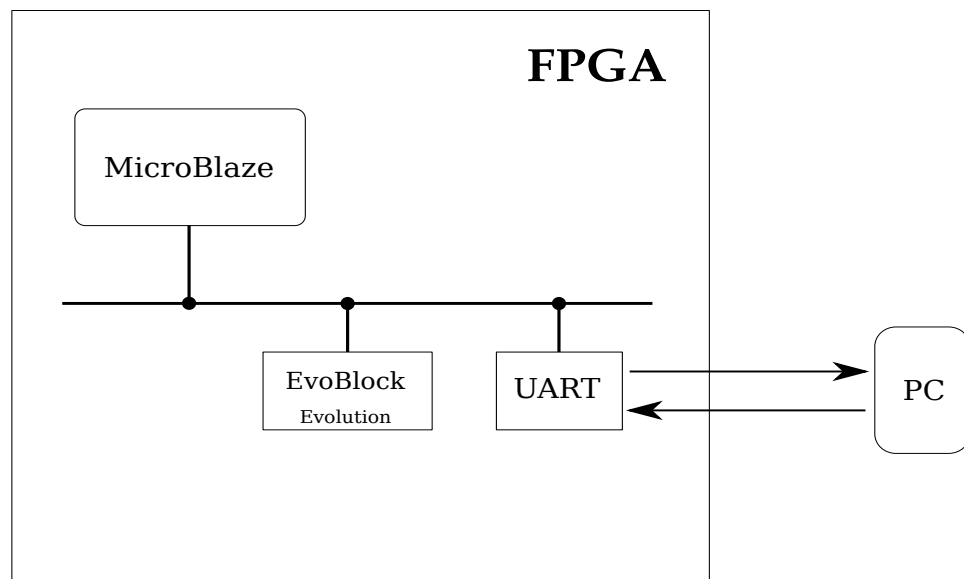 FPGA
MicroBlaze
EvoBlock
Evolution
UART
PC